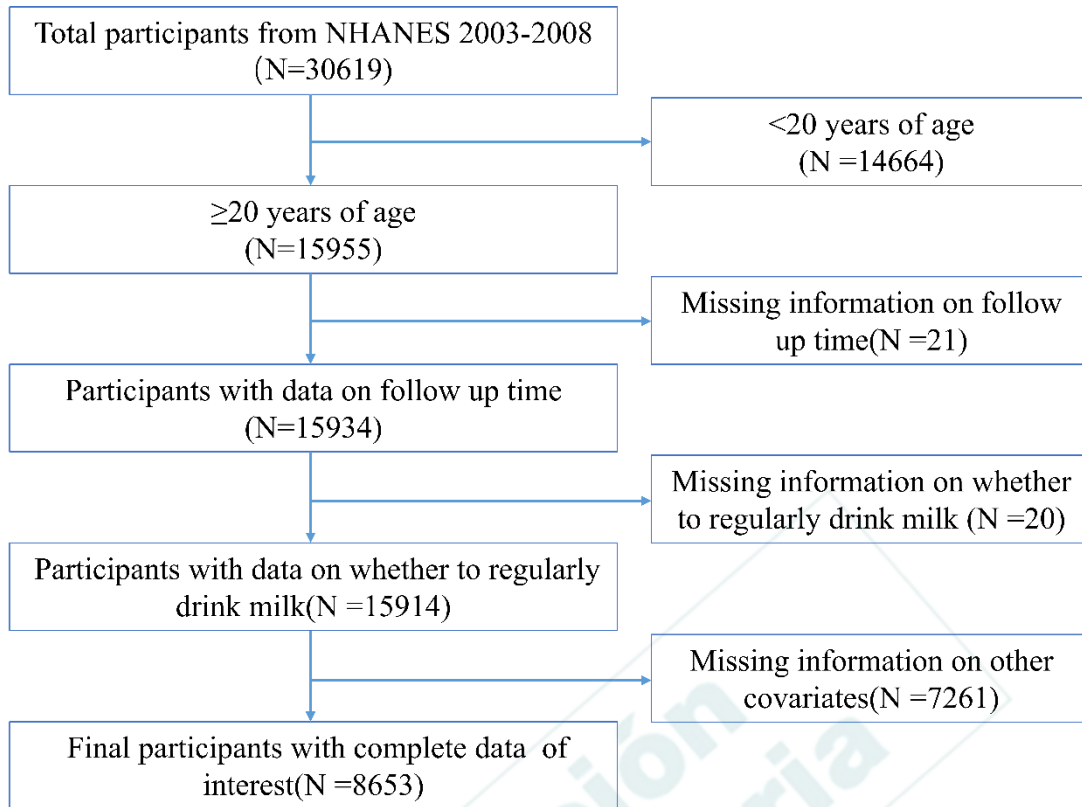 Total participants from NHANES 2003-2008
(N=30619)
<20 years of age
(N =14664)
≥20 years of age
(N=15955)
Missing information on follow
up time(N =21)
Participants with data on follow up time
(N=15934)
Missing information on whether
to regularly drink milk (N =20)
Participants with data on whether to regularly
drink milk(N =15914)
Missing information on other
covariates(N =7261)
Final participants with complete data  of
interest(N =8653)